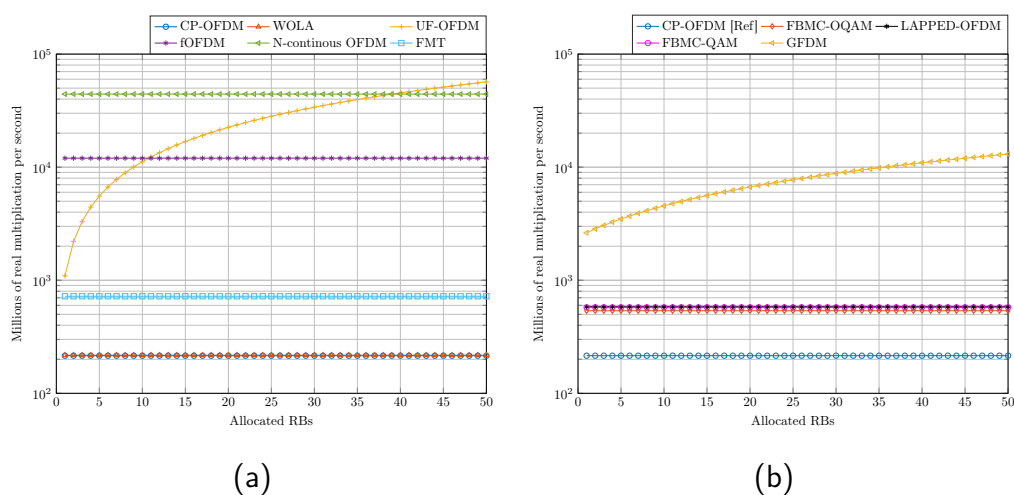 CP-OFDM WOLA UF-OFDM
fOFDM N-continous OFDM FMT
10^5
10^4
10^3
10^2
Millions of real multiplication per second
0 5 10 15 20 25 30 35 40 45 50
Allocated RBs
(a)
CP-OFDM [Ref] FBMC-OQAM LAPPED-OFDM
FBMC-QAM GFDM
10^5
10^4
10^3
10^2
Millions of real multiplication per second
0 5 10 15 20 25 30 35 40 45 50
Allocated RBs
(b)